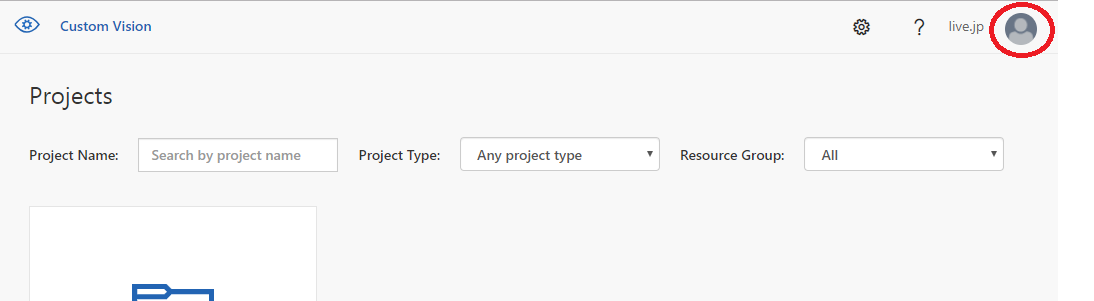 Custom Vision
? live.jp
Projects
Project Name: Search by project name Project Type: Any project type Resource Group: All